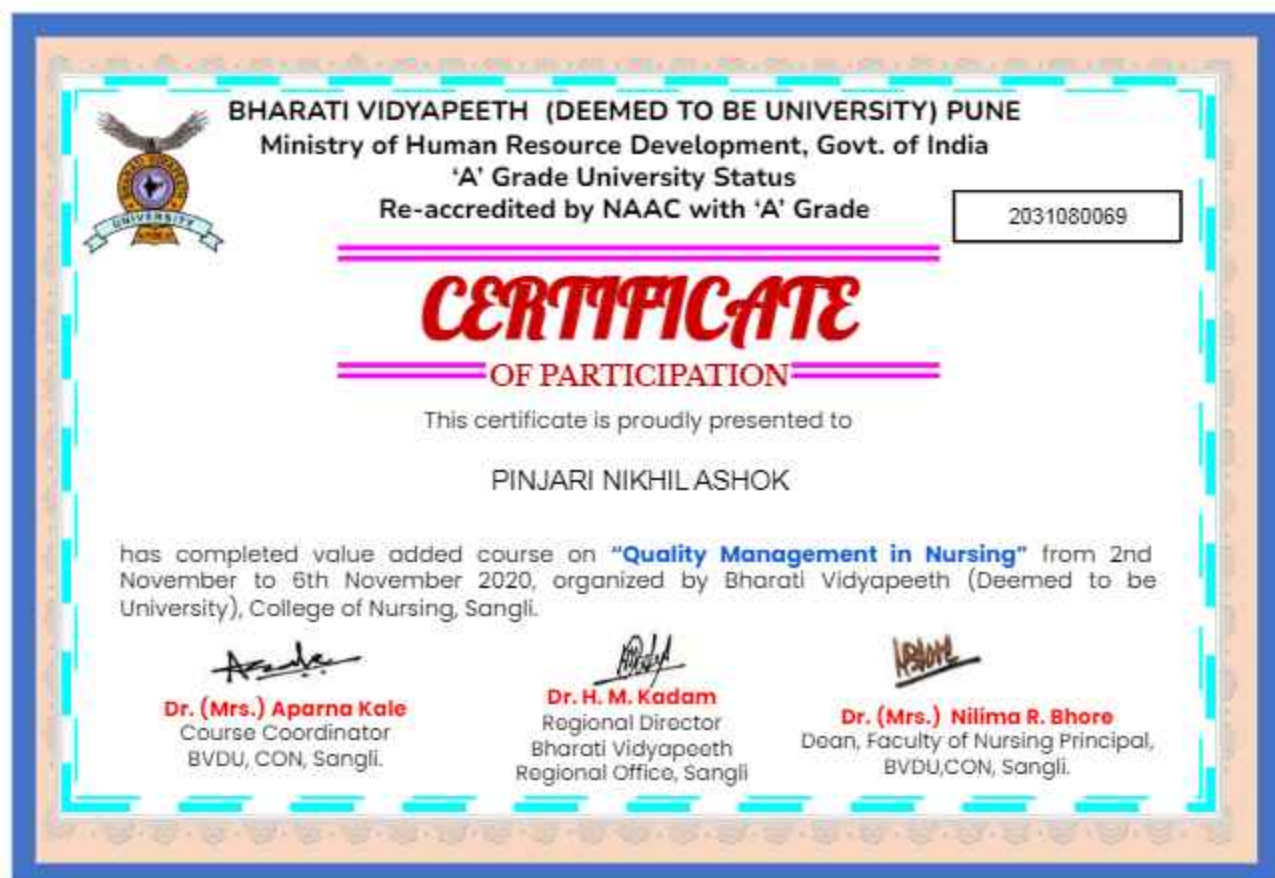 BHARATI VIDYAPEETH (DEEMED TO BE UNIVERSITY) PUNE
Ministry of Human Resource Development, Govt. of India
‘A’ Grade University Status
Re-accredited by NAAC with ‘A’ Grade
2031080069
BHARATI VIDYAPEETH
UNIVERSITY
CERTIFICATE
OF PARTICIPATION
This certificate is proudly presented to
PINJARI NIKHIL ASHOK
has completed value added course on “Quality Management in Nursing” from 2nd
November to 6th November 2020, organized by Bharati Vidyapeeth (Deemed to be
University), College of Nursing, Sangli.
Dr. (Mrs.) Aparna Kale
Course Coordinator
BVDU, CON, Sangli.
Dr. H. M. Kadam
Regional Director
Bharati Vidyapeeth
Regional Office, Sangli
Dr. (Mrs.) Nilima R. Bhore
Dean, Faculty of Nursing Principal,
BVDU,CON, Sangli.